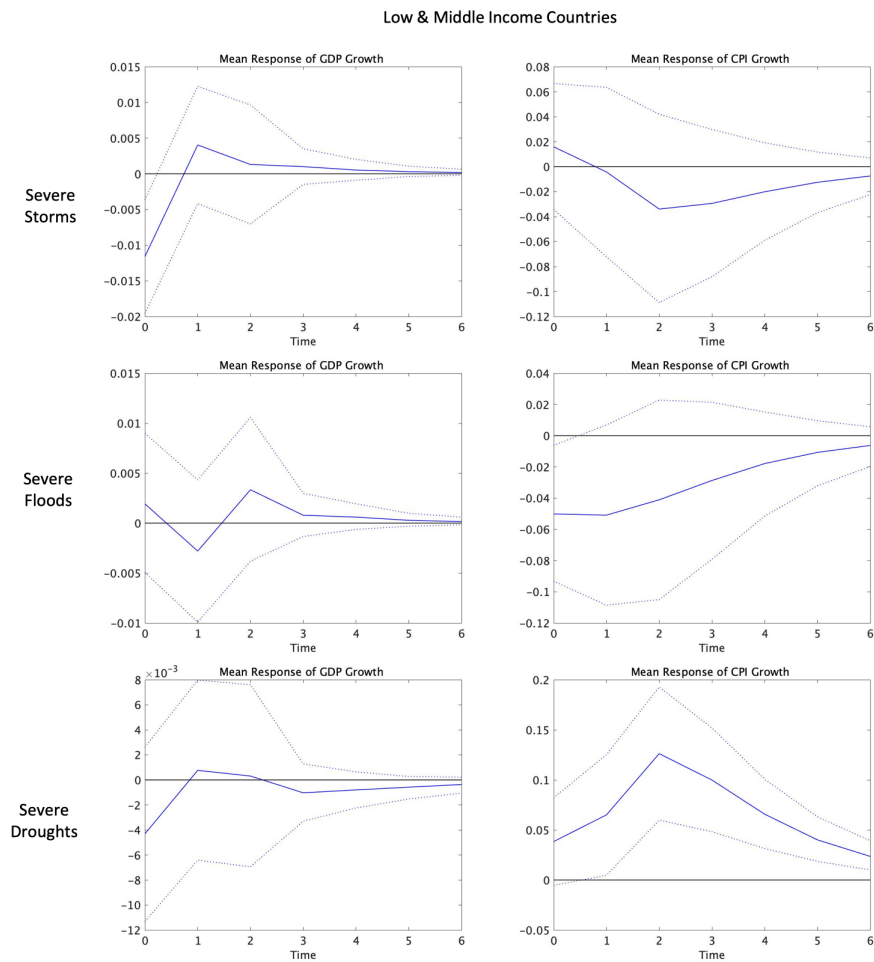 Low & Middle Income Countries
Severe
Storms
Mean Response of GDP Growth
0.015
0.01
0.005
0
−0.005
−0.01
−0.015
−0.02
0 1 2 3 4 5 6
Time
Mean Response of CPI Growth
0.08
0.06
0.04
0.02
0
−0.02
−0.04
−0.06
−0.08
−0.1
−0.12
0 1 2 3 4 5 6
Time
Severe
Floods
Mean Response of GDP Growth
0.015
0.01
0.005
0
−0.005
−0.01
0 1 2 3 4 5 6
Time
Mean Response of CPI Growth
0.04
0.02
0
−0.02
−0.04
−0.06
−0.08
−0.1
−0.12
0 1 2 3 4 5 6
Time
Severe
Droughts
Mean Response of GDP Growth
×10⁻³
8
6
4
2
0
−2
−4
−6
−8
−10
−12
0 1 2 3 4 5 6
Time
Mean Response of CPI Growth
0.2
0.15
0.1
0.05
0
−0.05
0 1 2 3 4 5 6
Time